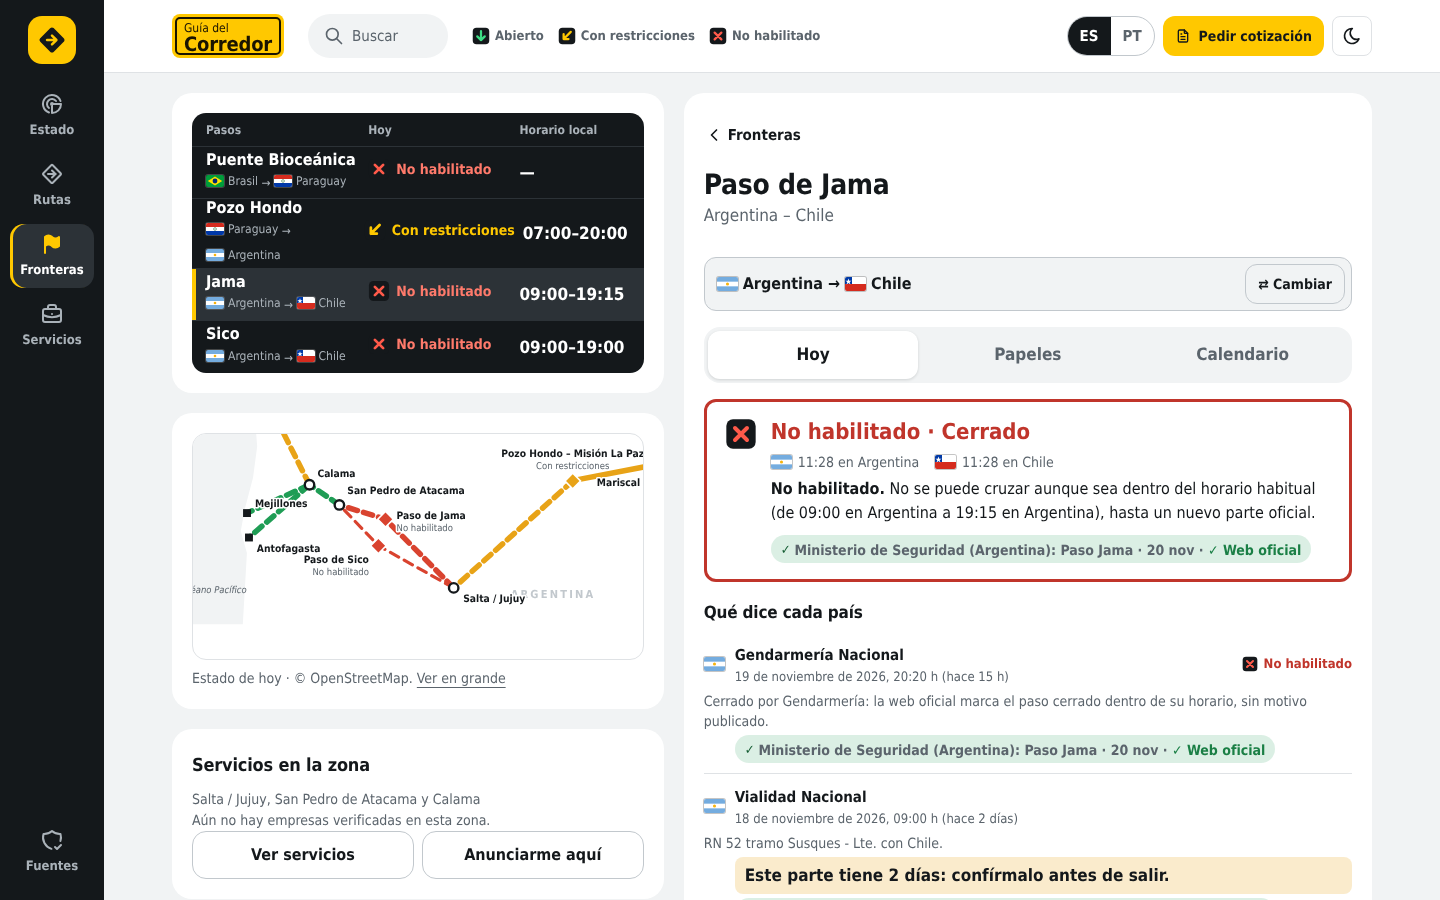 Guía del
Corredor
Buscar
Abierto
Con restricciones
No habilitado
ES
PT
Pedir cotización
Estado
Rutas
Fronteras
Servicios
Fuentes
Pasos
Hoy
Horario local
Puente Bioceánica
Brasil → Paraguay
No habilitado
—
Pozo Hondo
Paraguay →
Argentina
Con restricciones
07:00–20:00
Jama
Argentina → Chile
No habilitado
09:00–19:15
Sico
Argentina → Chile
No habilitado
09:00–19:00
Pozo Hondo – Misión La Paz
Con restricciones
Mariscal
Calama
San Pedro de Atacama
Mejillones
Paso de Jama
No habilitado
Antofagasta
Paso de Sico
No habilitado
éano Pacífico
Salta / Jujuy
ARGENTINA
Estado de hoy · © OpenStreetMap. Ver en grande
Servicios en la zona
Salta / Jujuy, San Pedro de Atacama y Calama
Aún no hay empresas verificadas en esta zona.
Ver servicios
Anunciarme aquí
Fronteras
Paso de Jama
Argentina – Chile
Argentina → Chile
⇄ Cambiar
Hoy
Papeles
Calendario
No habilitado · Cerrado
11:28 en Argentina
11:28 en Chile
No habilitado. No se puede cruzar aunque sea dentro del horario habitual
(de 09:00 en Argentina a 19:15 en Argentina), hasta un nuevo parte oficial.
✓ Ministerio de Seguridad (Argentina): Paso Jama · 20 nov · ✓ Web oficial
Qué dice cada país
Gendarmería Nacional
19 de noviembre de 2026, 20:20 h (hace 15 h)
No habilitado
Cerrado por Gendarmería: la web oficial marca el paso cerrado dentro de su horario, sin motivo
publicado.
✓ Ministerio de Seguridad (Argentina): Paso Jama · 20 nov · ✓ Web oficial
Vialidad Nacional
18 de noviembre de 2026, 09:00 h (hace 2 días)
RN 52 tramo Susques - Lte. con Chile.
Este parte tiene 2 días: confírmalo antes de salir.